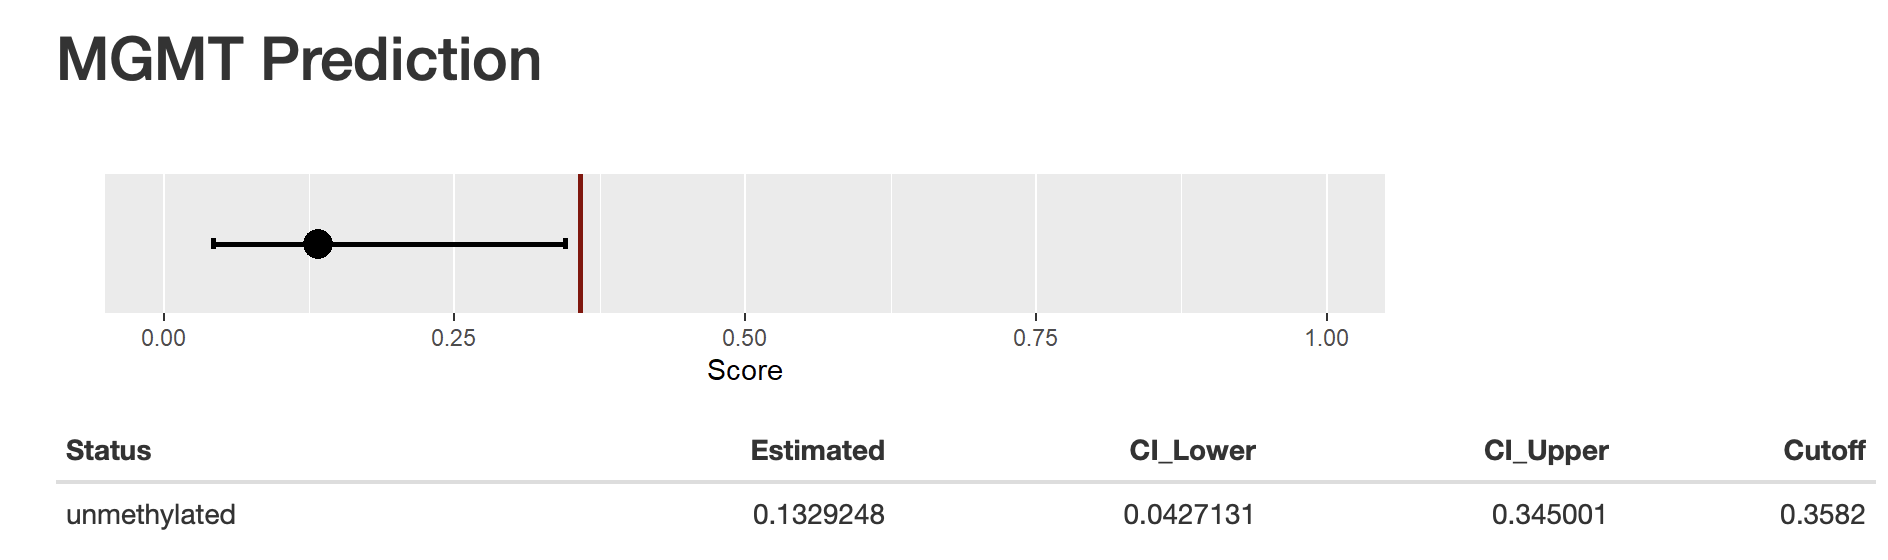 MGMT Prediction
0.00 0.25 0.50 0.75 1.00
Score
Status Estimated CI_Lower CI_Upper Cutoff
unmethylated 0.1329248 0.0427131 0.345001 0.3582